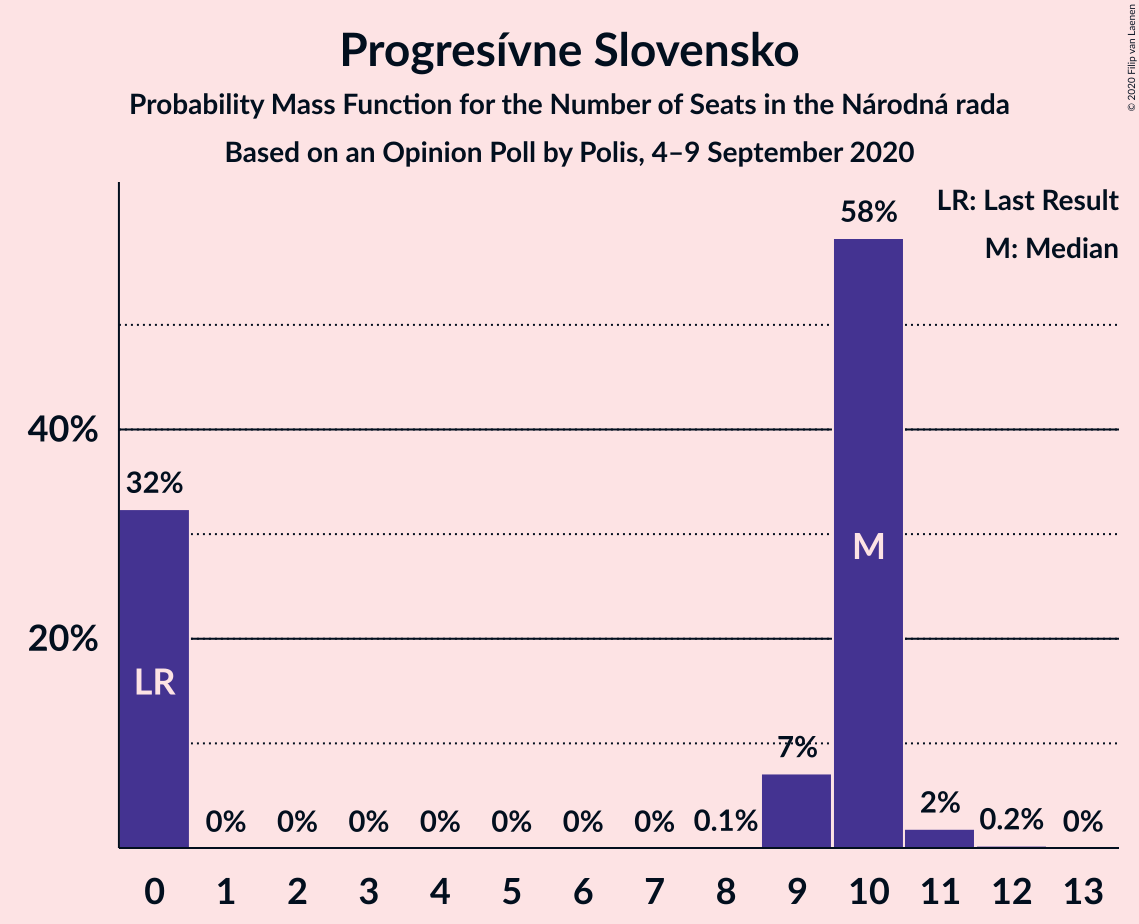 Progresívne Slovensko
Probability Mass Function for the Number of Seats in the Národná rada
Based on an Opinion Poll by Polis, 4–9 September 2020
© 2020 Filip van Laenen
LR: Last Result
M: Median
40%
20%
32% 0% 0% 0% 0% 0% 0% 0% 0.1% 7% 58% 2% 0.2% 0%
LR
M
0 1 2 3 4 5 6 7 8 9 10 11 12 13